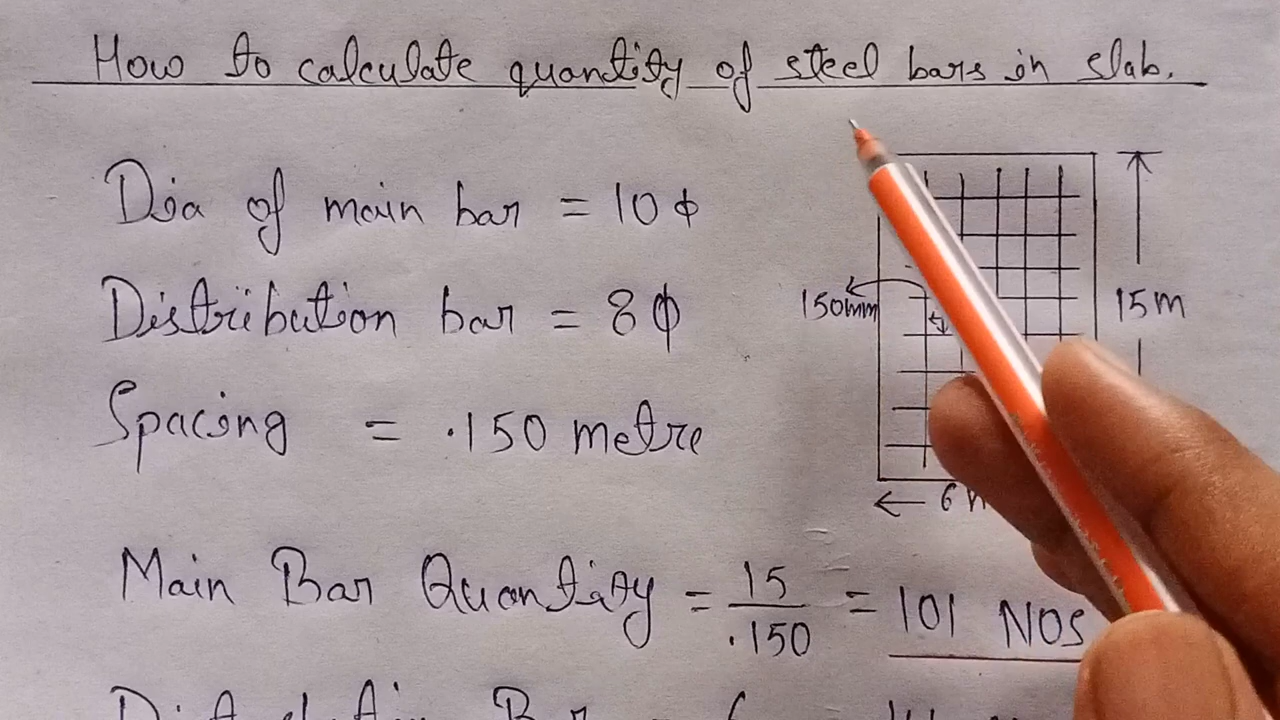 How to calculate quantity of steel bars in slab.
Dia of main bar = 10 ϕ
Distribution bar = 8ϕ
150mm
15m
Spacing = .150 metre
← 6
Main Bar Quantity = 15/.150 = 101 NOS